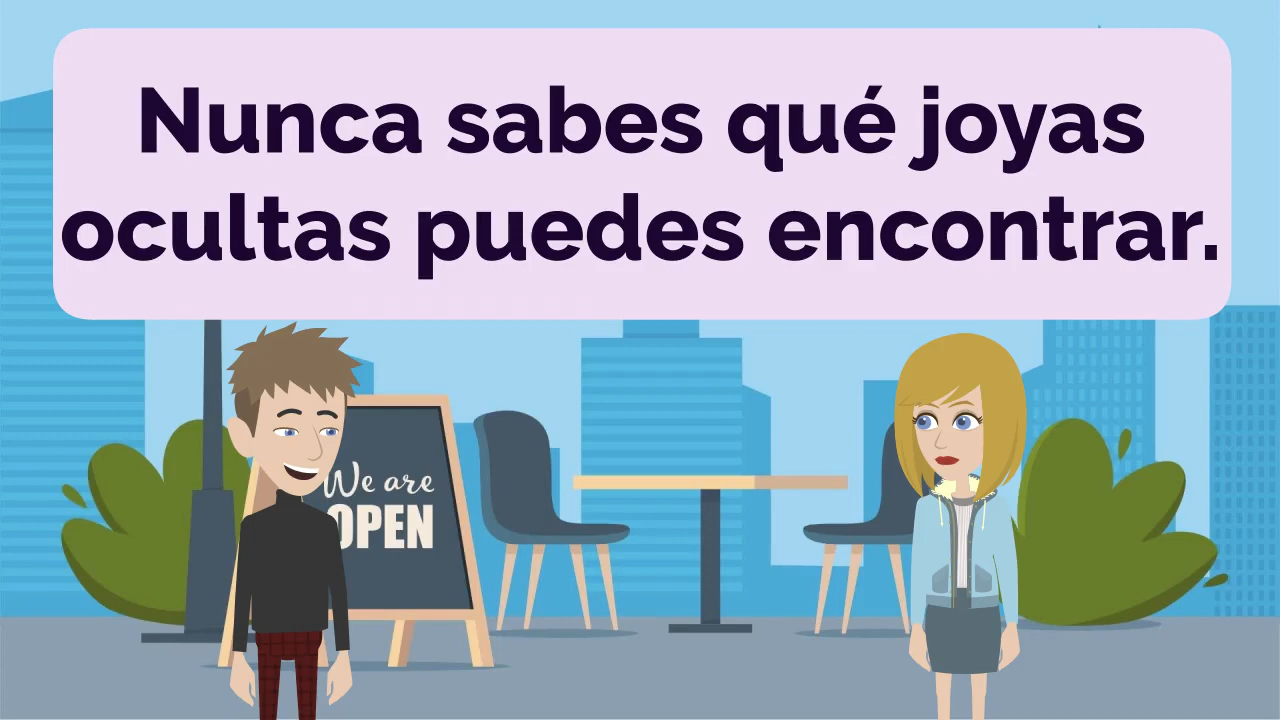 Nunca sabes qué joyas
ocultas puedes encontrar.
We are
OPEN